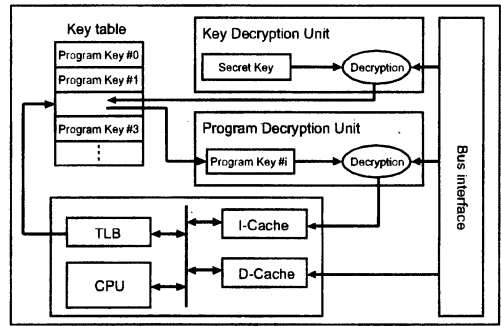 Key table
Program Key #0
Program Key #1
Program Key #3
Key Decryption Unit
Secret Key
Decryption
Program Decryption Unit
Program Key #i
Decryption
Bus interface
TLB
CPU
I-Cache
D-Cache